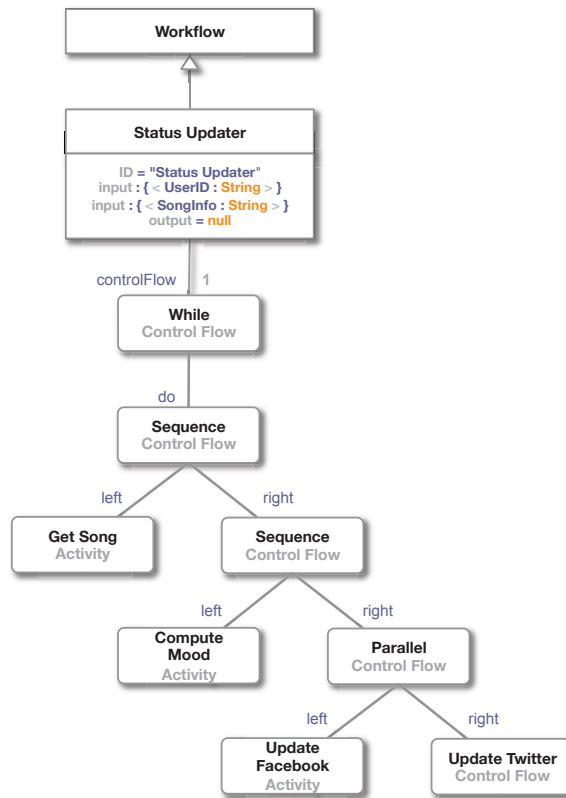 Workflow
Status Updater
ID = "Status Updater"
input : { < UserID : String > }
input : { < SongInfo : String > }
output = null
controlFlow 1
While
Control Flow
do
Sequence
Control Flow
left right
Get Song
Activity
Sequence
Control Flow
left right
Compute
Mood
Activity
Parallel
Control Flow
left right
Update
Facebook
Activity
Update Twitter
Control Flow